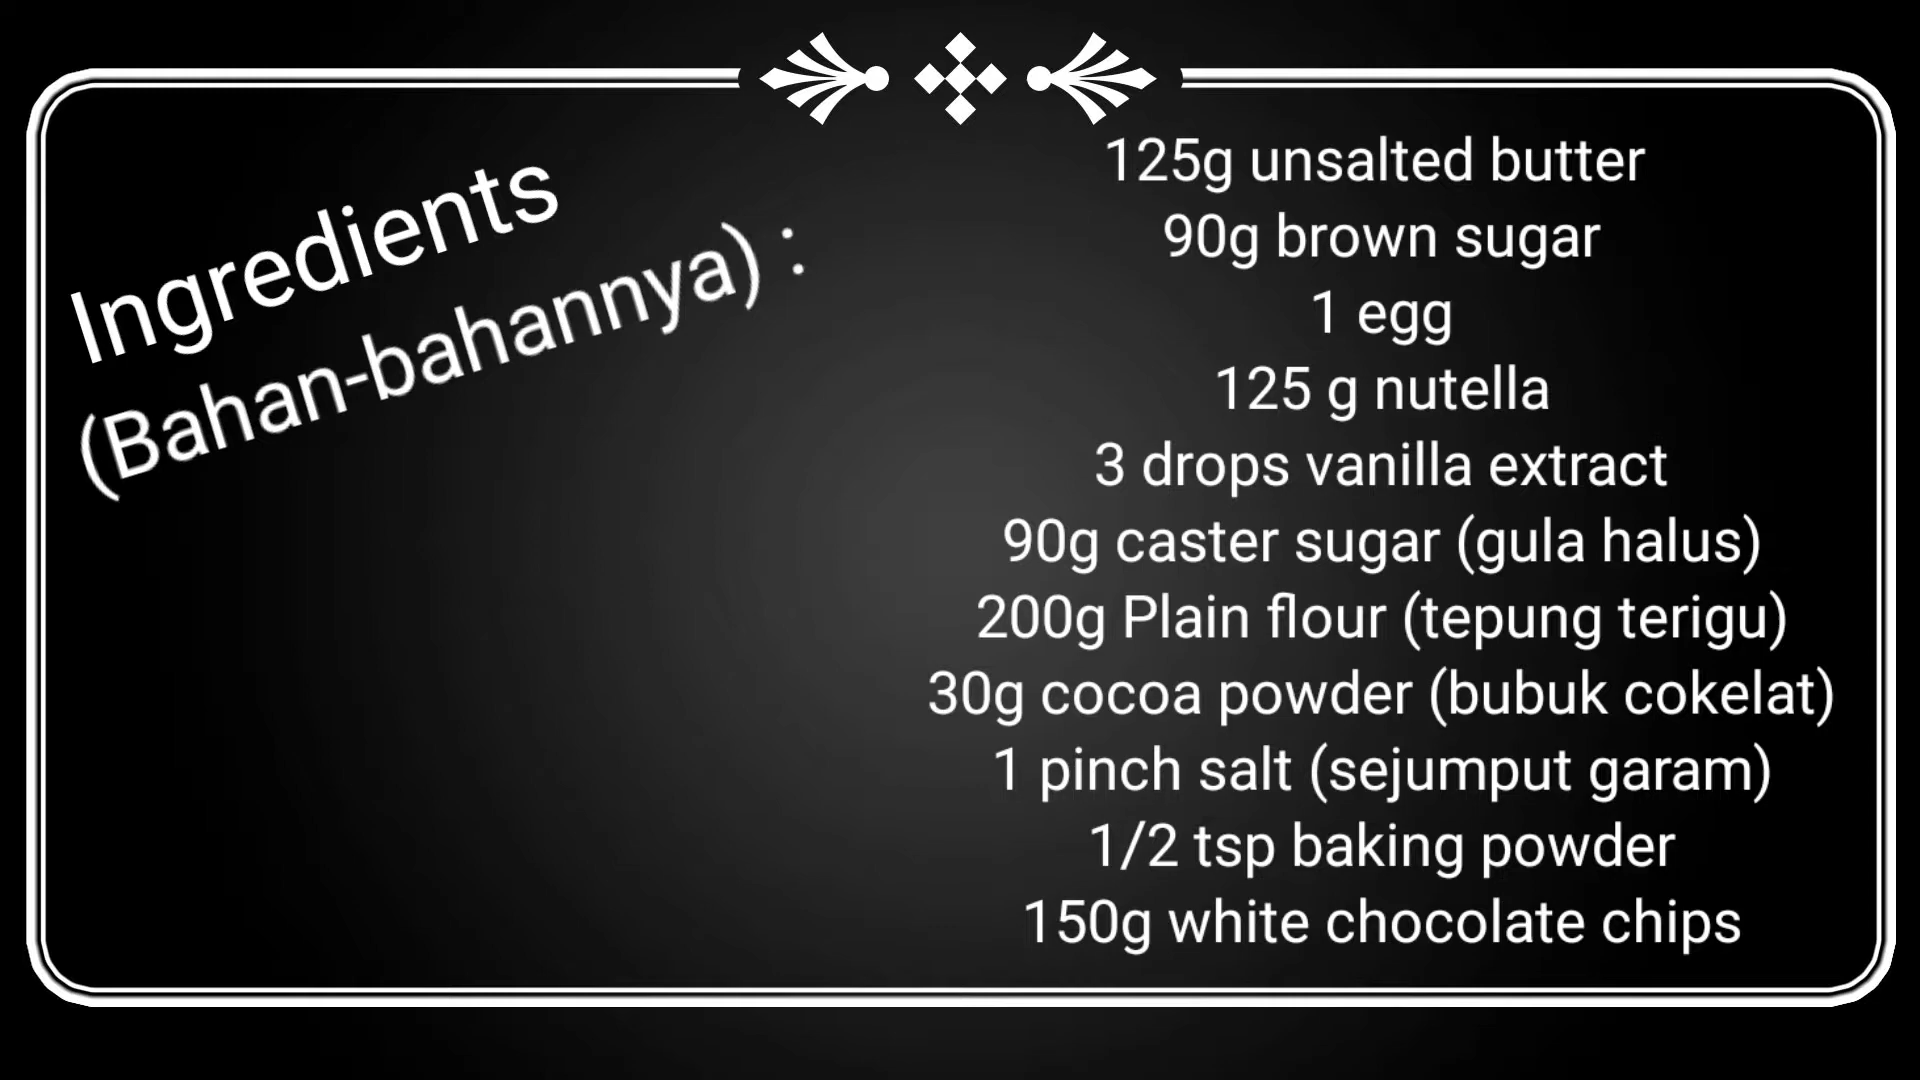 Ingredients
(Bahan-bahannya) :
125g unsalted butter
90g brown sugar
1 egg
125 g nutella
3 drops vanilla extract
90g caster sugar (gula halus)
200g Plain flour (tepung terigu)
30g cocoa powder (bubuk cokelat)
1 pinch salt (sejumput garam)
1/2 tsp baking powder
150g white chocolate chips